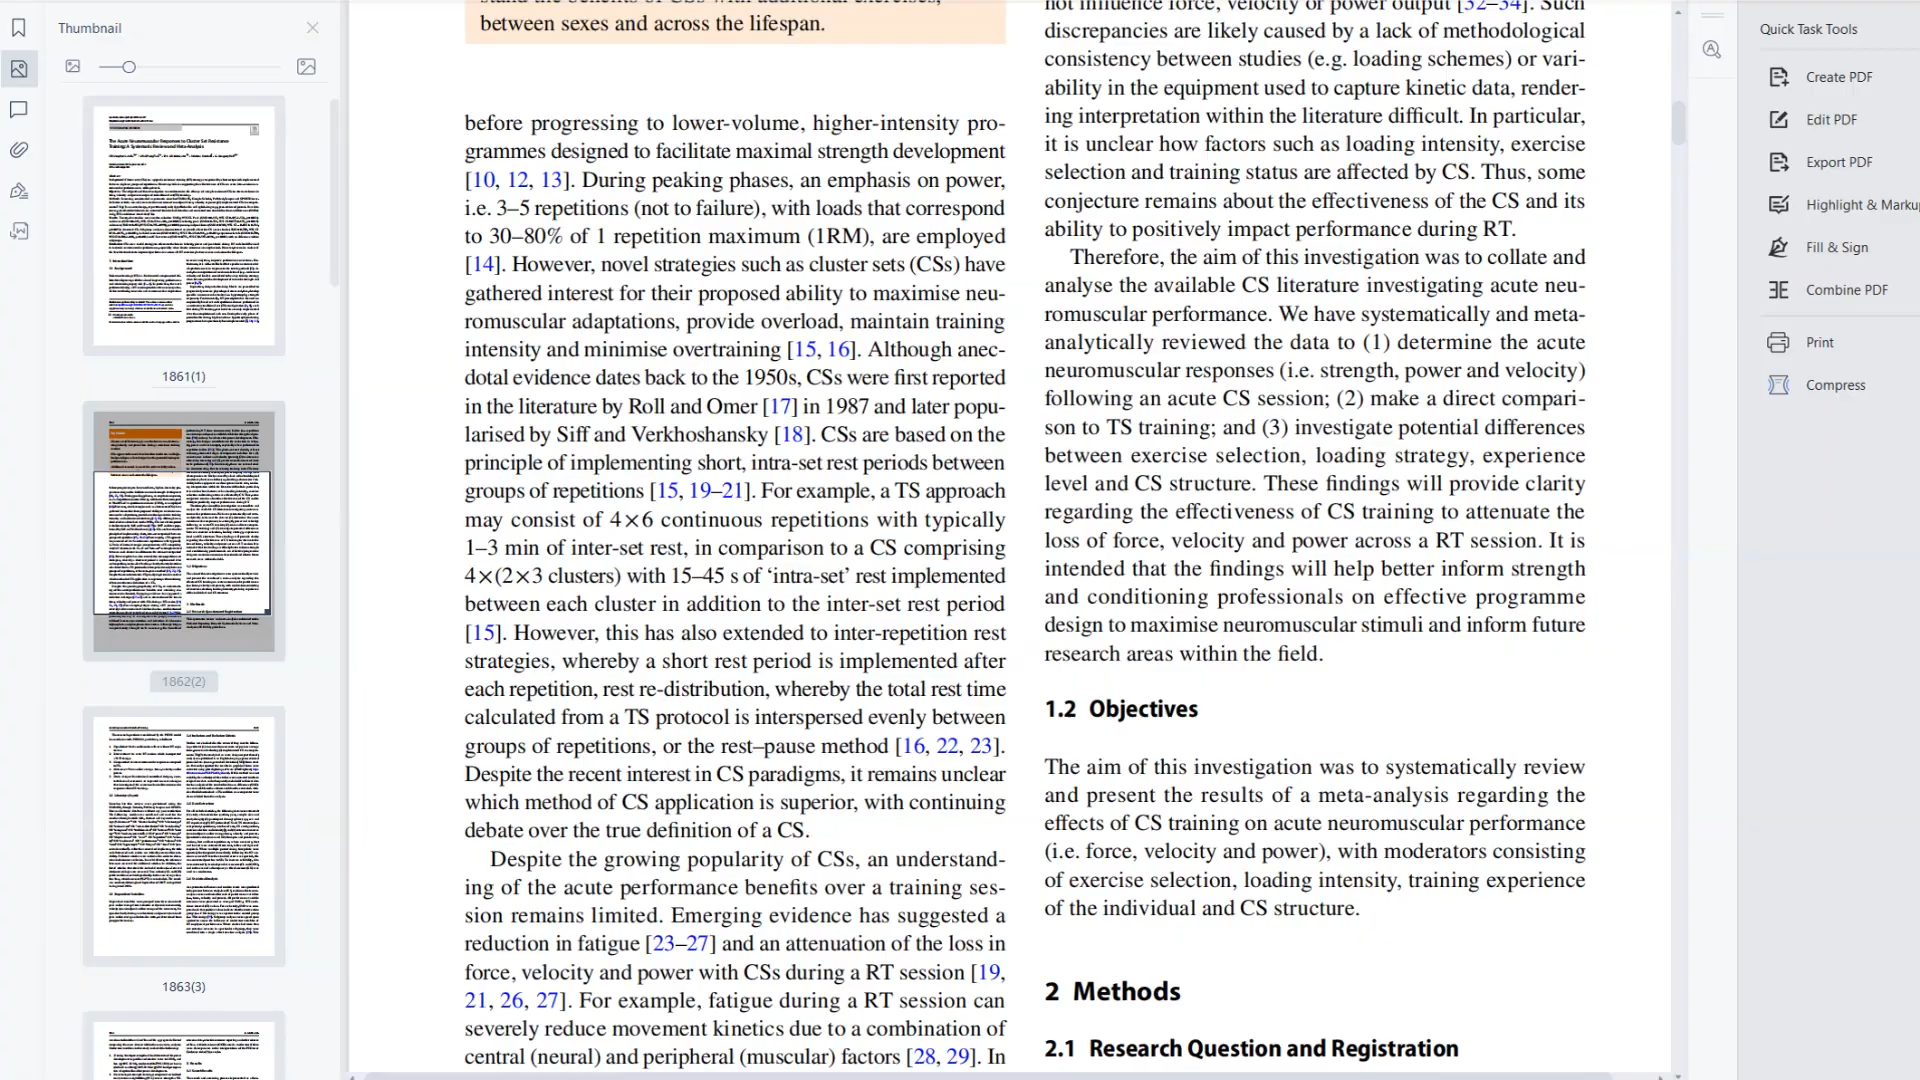 Thumbnail
1861(1)
1862(2)
1863(3)
between sexes and across the lifespan.
before progressing to lower-volume, higher-intensity pro-
grammes designed to facilitate maximal strength development
[10, 12, 13]. During peaking phases, an emphasis on power,
i.e. 3–5 repetitions (not to failure), with loads that correspond
to 30–80% of 1 repetition maximum (1RM), are employed
[14]. However, novel strategies such as cluster sets (CSs) have
gathered interest for their proposed ability to maximise neu-
romuscular adaptations, provide overload, maintain training
intensity and minimise overtraining [15, 16]. Although anec-
dotal evidence dates back to the 1950s, CSs were first reported
in the literature by Roll and Omer [17] in 1987 and later popu-
larised by Siff and Verkhoshansky [18]. CSs are based on the
principle of implementing short, intra-set rest periods between
groups of repetitions [15, 19–21]. For example, a TS approach
may consist of 4×6 continuous repetitions with typically
1–3 min of inter-set rest, in comparison to a CS comprising
4×(2×3 clusters) with 15–45 s of ‘intra-set’ rest implemented
between each cluster in addition to the inter-set rest period
[15]. However, this has also extended to inter-repetition rest
strategies, whereby a short rest period is implemented after
each repetition, rest re-distribution, whereby the total rest time
calculated from a TS protocol is interspersed evenly between
groups of repetitions, or the rest–pause method [16, 22, 23].
Despite the recent interest in CS paradigms, it remains unclear
which method of CS application is superior, with continuing
debate over the true definition of a CS.
Despite the growing popularity of CSs, an understand-
ing of the acute performance benefits over a training ses-
sion remains limited. Emerging evidence has suggested a
reduction in fatigue [23–27] and an attenuation of the loss in
force, velocity and power with CSs during a RT session [19,
21, 26, 27]. For example, fatigue during a RT session can
severely reduce movement kinetics due to a combination of
central (neural) and peripheral (muscular) factors [28, 29]. In
not influence force, velocity or power output [32–34]. Such
discrepancies are likely caused by a lack of methodological
consistency between studies (e.g. loading schemes) or vari-
ability in the equipment used to capture kinetic data, render-
ing interpretation within the literature difficult. In particular,
it is unclear how factors such as loading intensity, exercise
selection and training status are affected by CS. Thus, some
conjecture remains about the effectiveness of the CS and its
ability to positively impact performance during RT.
Therefore, the aim of this investigation was to collate and
analyse the available CS literature investigating acute neu-
romuscular performance. We have systematically and meta-
analytically reviewed the data to (1) determine the acute
neuromuscular responses (i.e. strength, power and velocity)
following an acute CS session; (2) make a direct compari-
son to TS training; and (3) investigate potential differences
between exercise selection, loading strategy, experience
level and CS structure. These findings will provide clarity
regarding the effectiveness of CS training to attenuate the
loss of force, velocity and power across a RT session. It is
intended that the findings will help better inform strength
and conditioning professionals on effective programme
design to maximise neuromuscular stimuli and inform future
research areas within the field.
1.2 Objectives
The aim of this investigation was to systematically review
and present the results of a meta-analysis regarding the
effects of CS training on acute neuromuscular performance
(i.e. force, velocity and power), with moderators consisting
of exercise selection, loading intensity, training experience
of the individual and CS structure.
2 Methods
2.1 Research Question and Registration
Quick Task Tools
Create PDF
Edit PDF
Export PDF
Highlight & Marku
Fill & Sign
Combine PDF
Print
Compress